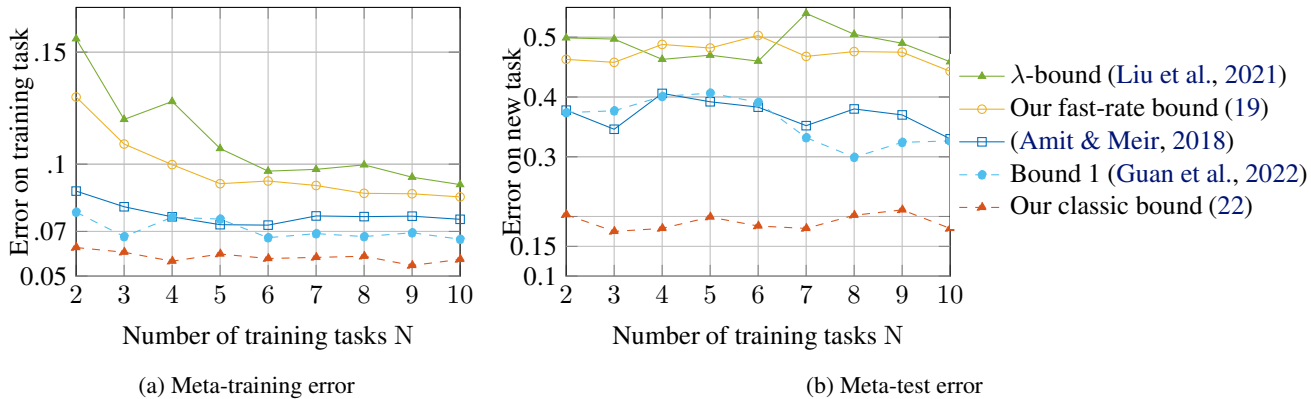 Error on training task
0.15
0.1
0.07
0.05
2 3 4 5 6 7 8 9 10
Number of training tasks N
(a) Meta-training error
Error on new task
0.5
0.4
0.3
0.15
0.1
2 3 4 5 6 7 8 9 10
Number of training tasks N
(b) Meta-test error
λ-bound (Liu et al., 2021)
Our fast-rate bound (19)
(Amit & Meir, 2018)
Bound 1 (Guan et al., 2022)
Our classic bound (22)